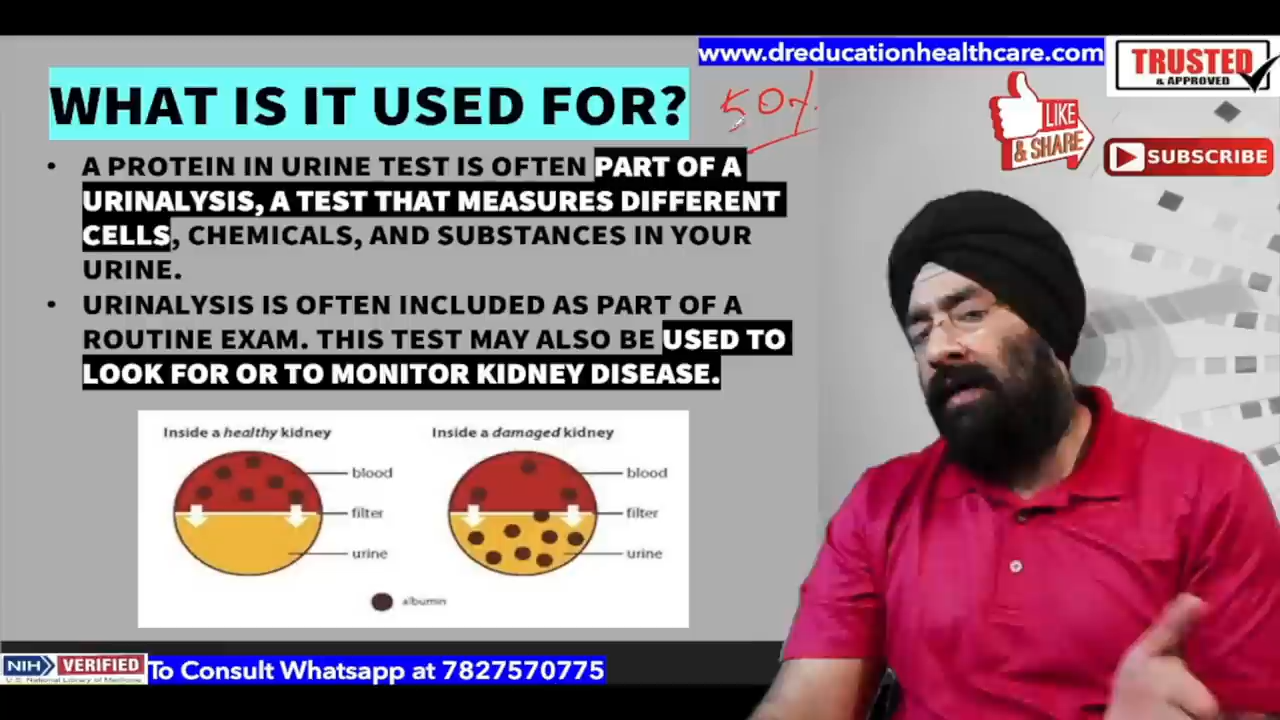 www.dreducationhealthcare.com
TRUSTED
& APPROVED
WHAT IS IT USED FOR?
50%
LIKE
& SHARE
SUBSCRIBE
• A PROTEIN IN URINE TEST IS OFTEN PART OF A
URINALYSIS, A TEST THAT MEASURES DIFFERENT
CELLS, CHEMICALS, AND SUBSTANCES IN YOUR
URINE.
• URINALYSIS IS OFTEN INCLUDED AS PART OF A
ROUTINE EXAM. THIS TEST MAY ALSO BE USED TO
LOOK FOR OR TO MONITOR KIDNEY DISEASE.
Inside a healthy kidney
blood
filter
urine
Inside a damaged kidney
blood
filter
urine
albumin
NIH VERIFIED
U.S. National Library of Medicine
To Consult Whatsapp at 7827570775